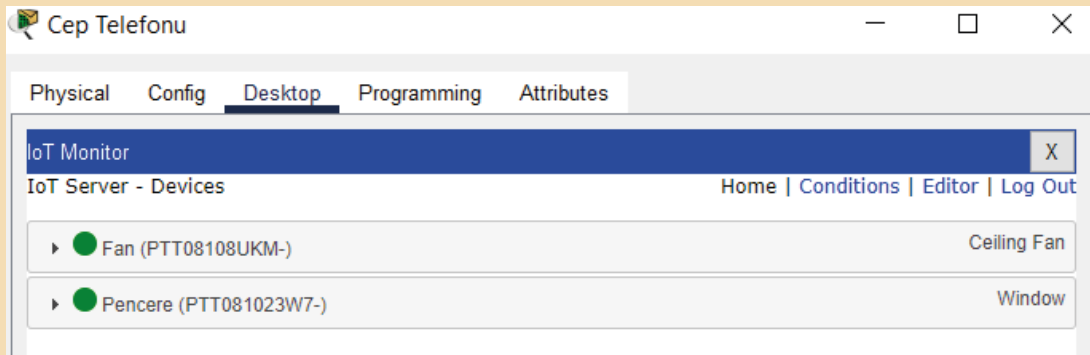 Cep Telefonu
Physical Config Desktop Programming Attributes
IoT Monitor X
IoT Server - Devices Home | Conditions | Editor | Log Out
Fan (PTT08108UKM-) Ceiling Fan
Pencere (PTT081023W7-) Window